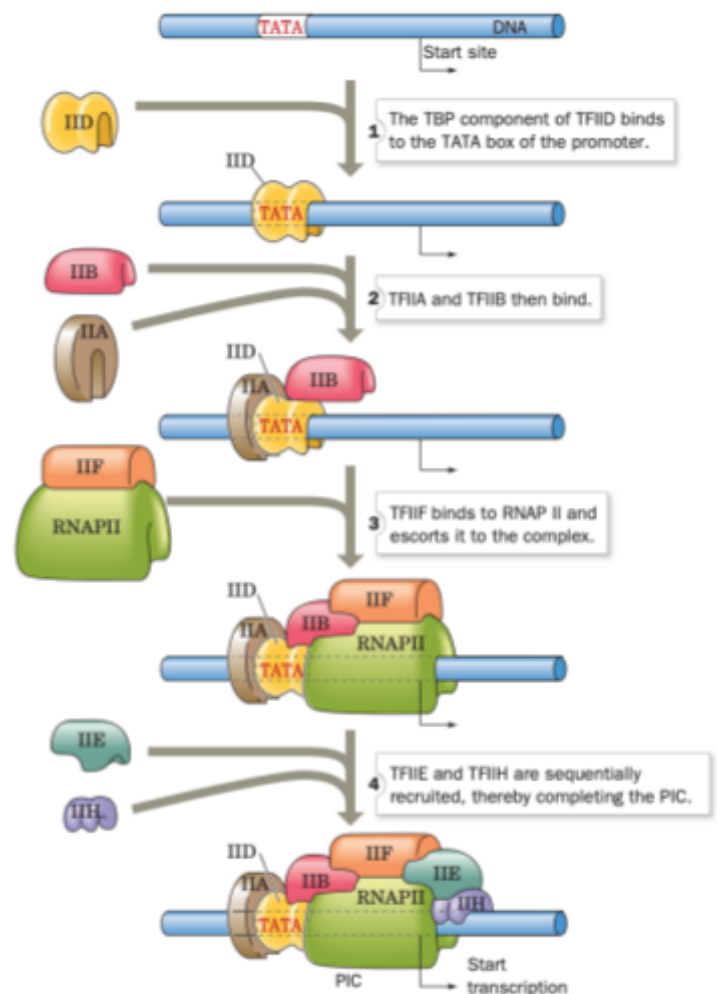 TATA
DNA
Start site
IID
1 The TBP component of TFIID binds
to the TATA box of the promoter.
IID
TATA
IIB
2 TFIIA and TFIIB then bind.
IIA
IID
IIA
IIB
TATA
IIF
RNAPII
3 TFIIF binds to RNAP II and
escorts it to the complex.
IID
IIF
IIA
IIB
RNAPII
TATA
IIE
4 TFIIE and TFIIH are sequentially
recruited, thereby completing the PIC.
IIH
IID
IIF
IIA
IIB
IIE
RNAPII
IIH
TATA
PIC
Start
transcription